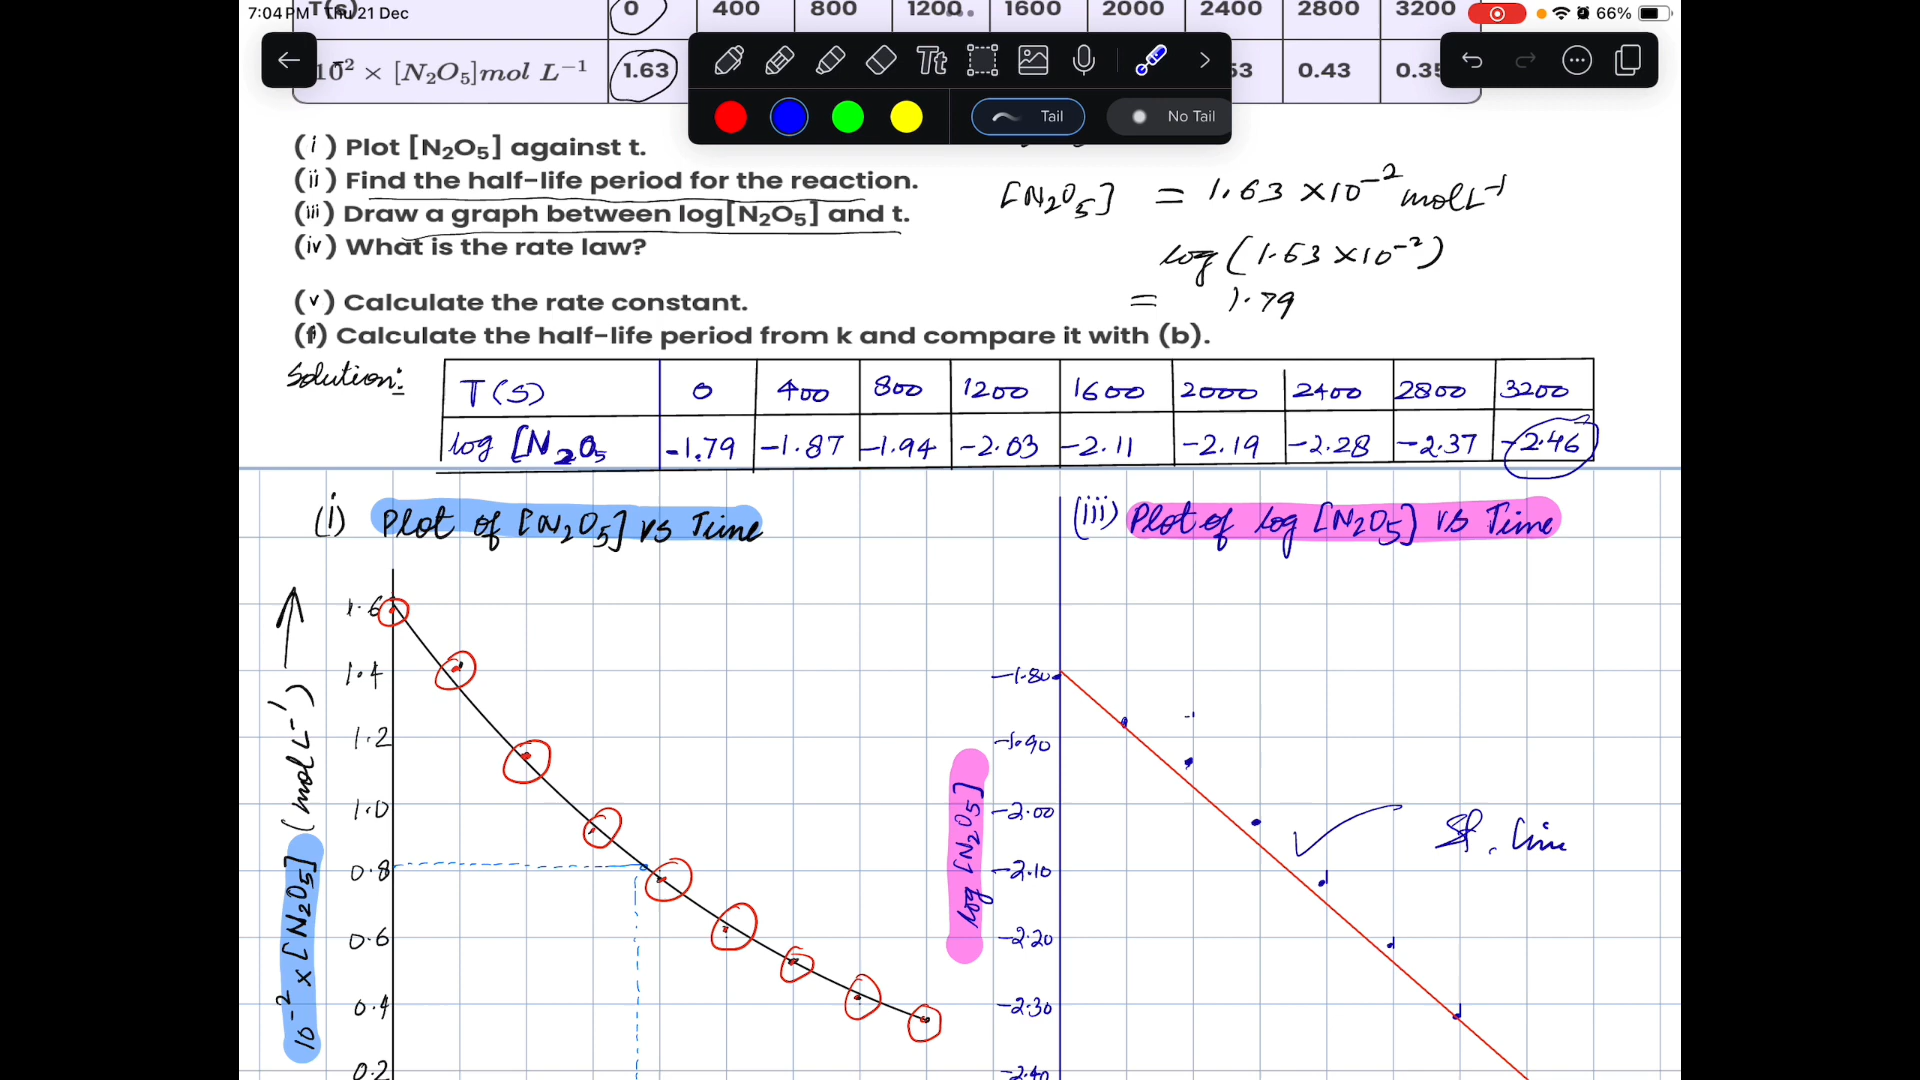 7:04 PM Thu 21 Dec 66%
T(s) 0 400 800 1200 1600 2000 2400 2800 3200
10⁻² × [N₂O₅]mol L⁻¹ 1.63 53 0.43 0.35
Tt
Tail No Tail
(i) Plot [N₂O₅] against t.
(ii) Find the half-life period for the reaction.
(iii) Draw a graph between log[N₂O₅] and t.
(iv) What is the rate law?
(v) Calculate the rate constant.
(f) Calculate the half-life period from k and compare it with (b).
[N₂O₅] = 1.63 ×10⁻² mol L⁻¹
log (1.63 ×10⁻²)
= 1.79
Solution:
T(S) 0 400 800 1200 1600 2000 2400 2800 3200
log [N₂O₅ -1.79 -1.87 -1.94 -2.03 -2.11 -2.19 -2.28 -2.37 -2.46
(i) Plot of [N₂O₅] vs Time
10⁻² × [N₂O₅] (mol L⁻¹)
1.6
1.4
1.2
1.0
0.8
0.6
0.4
0.2
(iii) Plot of log [N₂O₅] vs Time
log [N₂O₅]
-1.80
-1.90
-2.00
-2.10
-2.20
-2.30
-2.40
St. line